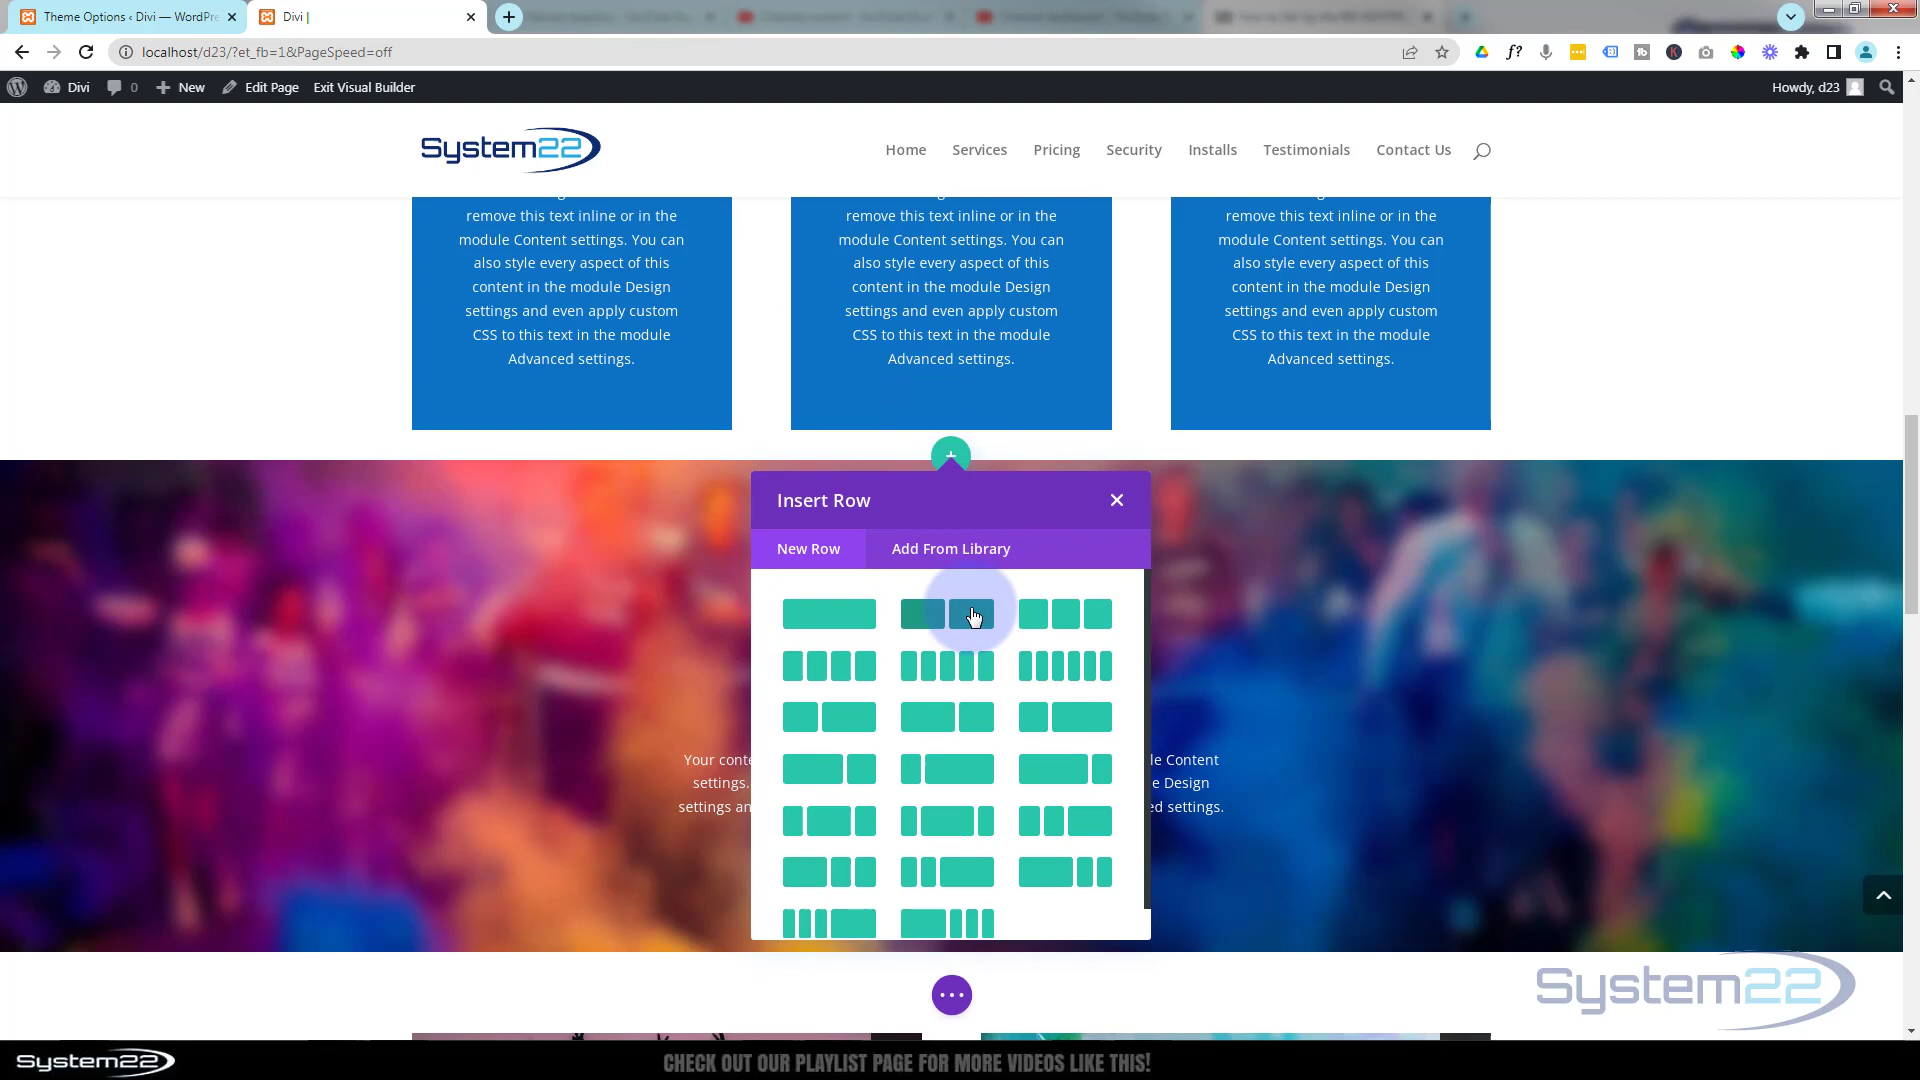 Theme Options ‹ Divi — WordPre
Divi |
localhost/d23/?et_fb=1&PageSpeed=off
Divi
0
New
Edit Page
Exit Visual Builder
Howdy, d23
System22
Home
Services
Pricing
Security
Installs
Testimonials
Contact Us
remove this text inline or in the
module Content settings. You can
also style every aspect of this
content in the module Design
settings and even apply custom
CSS to this text in the module
Advanced settings.
remove this text inline or in the
module Content settings. You can
also style every aspect of this
content in the module Design
settings and even apply custom
CSS to this text in the module
Advanced settings.
remove this text inline or in the
module Content settings. You can
also style every aspect of this
content in the module Design
settings and even apply custom
CSS to this text in the module
Advanced settings.
Insert Row
New Row
Add From Library
Your conte
le Content
settings.
e Design
settings an
ed settings.
System22
System22
CHECK OUT OUR PLAYLIST PAGE FOR MORE VIDEOS LIKE THIS!